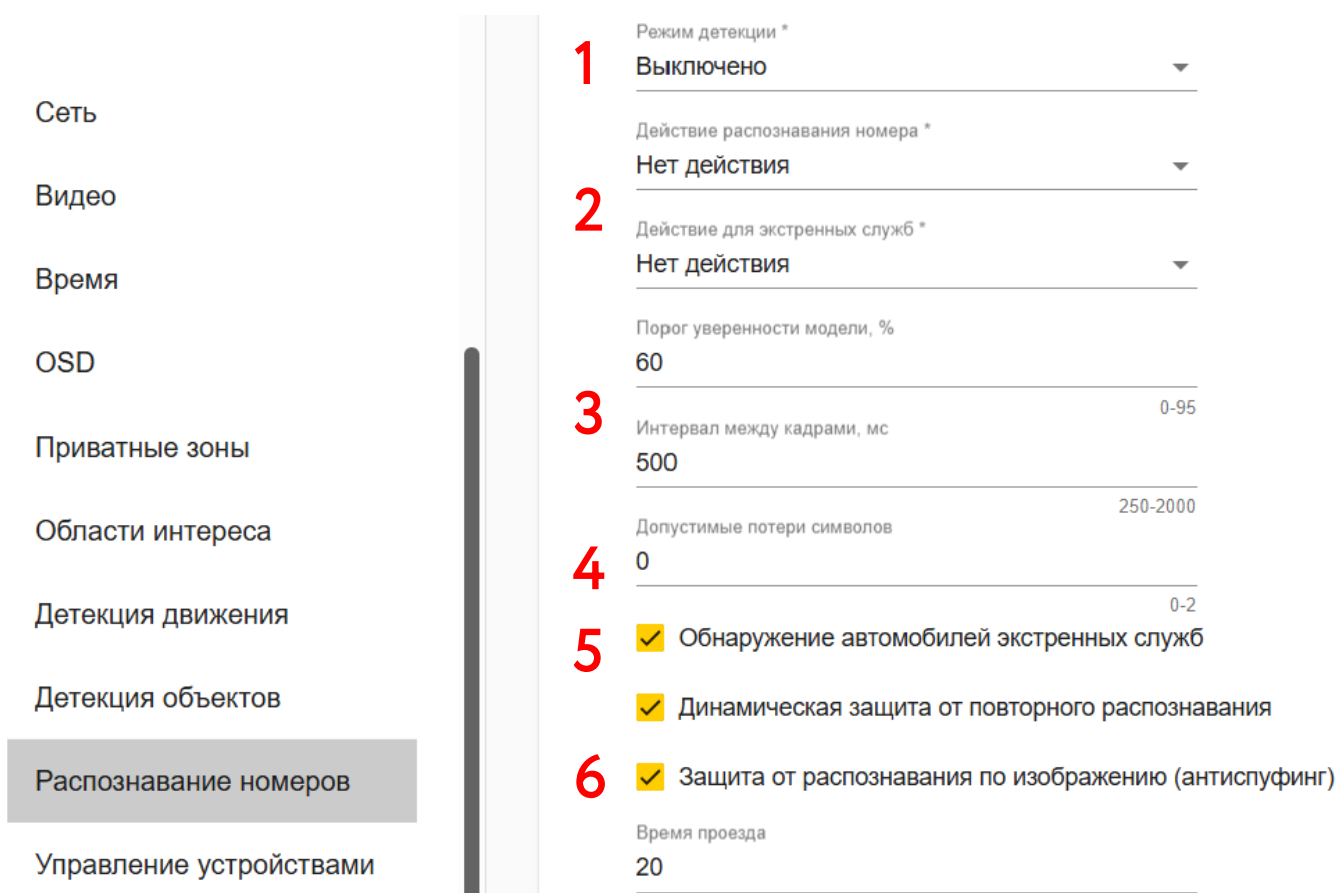 Сеть
Видео
Время
OSD
Приватные зоны
Области интереса
Детекция движения
Детекция объектов
Распознавание номеров
Управление устройствами
1
Режим детекции *
Выключено
Действие распознавания номера *
Нет действия
2
Действие для экстренных служб *
Нет действия
Порог уверенности модели, %
60
0-95
3
Интервал между кадрами, мс
500
250-2000
Допустимые потери символов
4
0
0-2
5
Обнаружение автомобилей экстренных служб
Динамическая защита от повторного распознавания
6
Защита от распознавания по изображению (антиспуфинг)
Время проезда
20